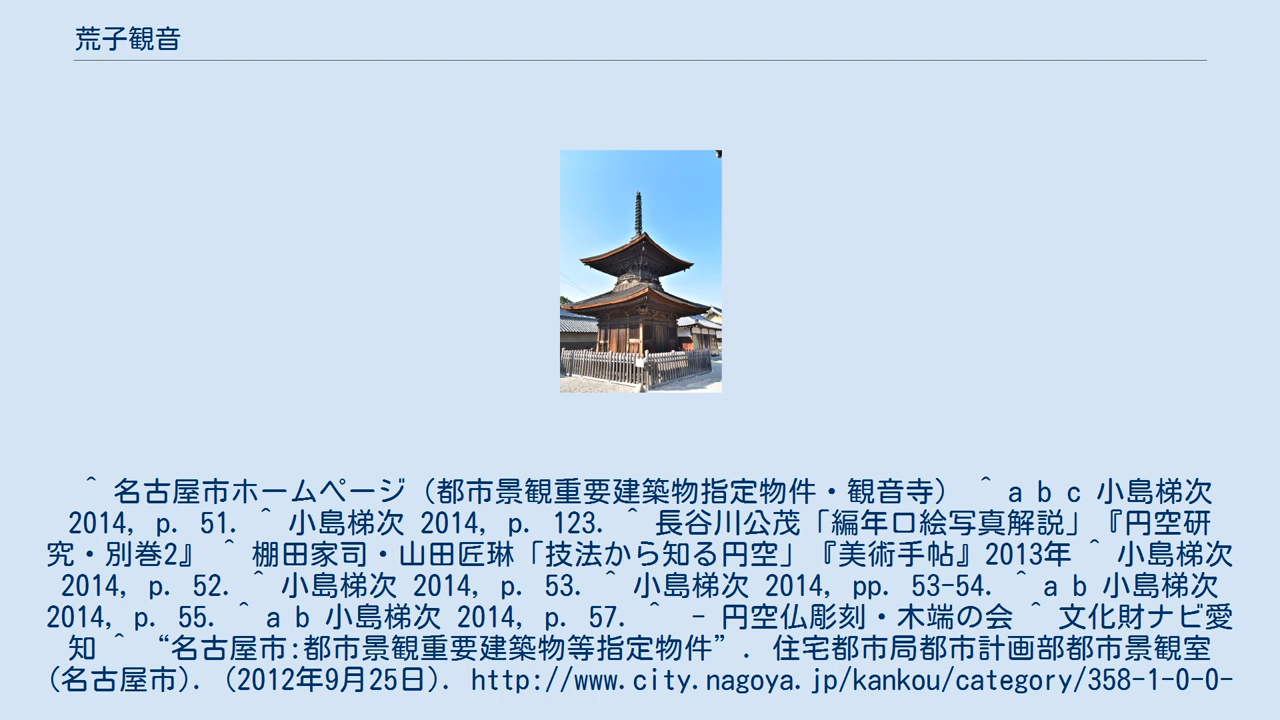 荒子観音
^ 名古屋市ホームページ（都市景観重要建築物指定物件・観音寺） ^ a b c 小島梯次
2014, p. 51. ^ 小島梯次 2014, p. 123. ^ 長谷川公茂「編年口絵写真解説」『円空研
究・別巻2』 ^ 棚田家司・山田匠琳「技法から知る円空」『美術手帖』2013年 ^ 小島梯次
2014, p. 52. ^ 小島梯次 2014, p. 53. ^ 小島梯次 2014, pp. 53-54. ^ a b 小島梯次
2014, p. 55. ^ a b 小島梯次 2014, p. 57. ^ - 円空仏彫刻・木端の会 ^ 文化財ナビ愛
知 ^ “名古屋市:都市景観重要建築物等指定物件”. 住宅都市局都市計画部都市景観室
(名古屋市). (2012年9月25日). http://www.city.nagoya.jp/kankou/category/358-1-0-0-